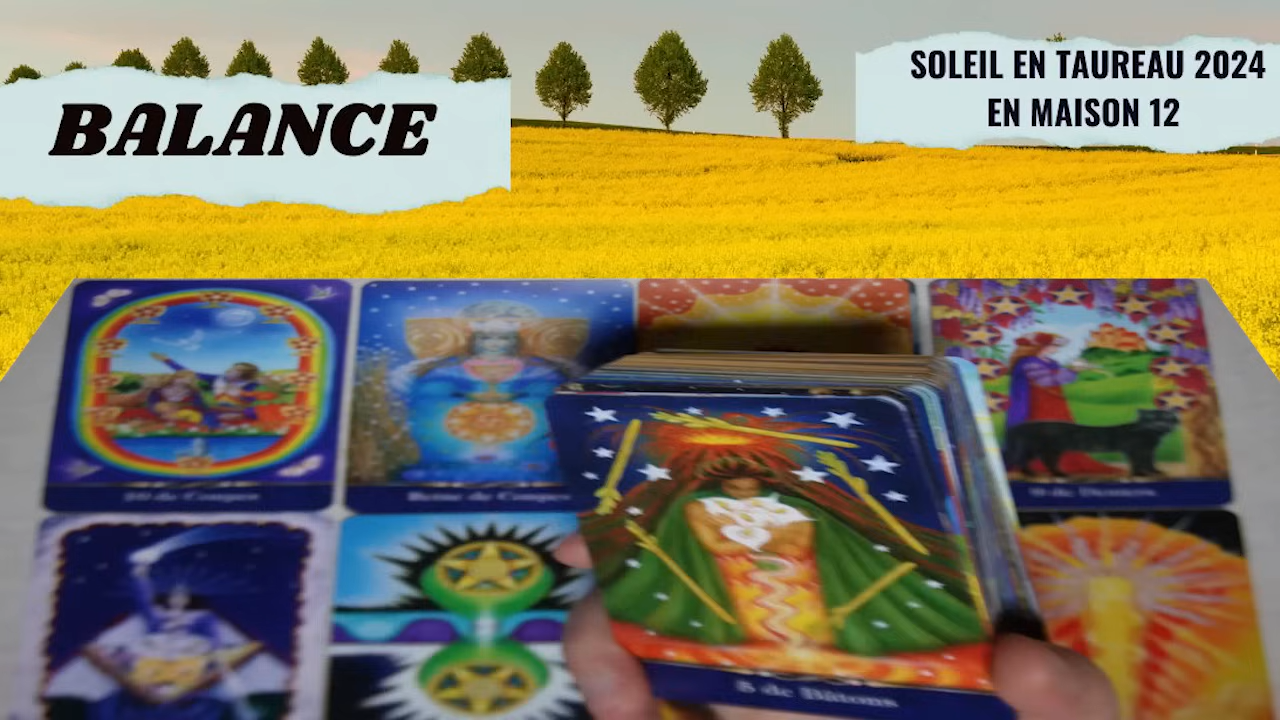 BALANCE
SOLEIL EN TAUREAU 2024
EN MAISON 12
10 de Coupes
Reine de Coupes
9 de Deniers
de Bâtons